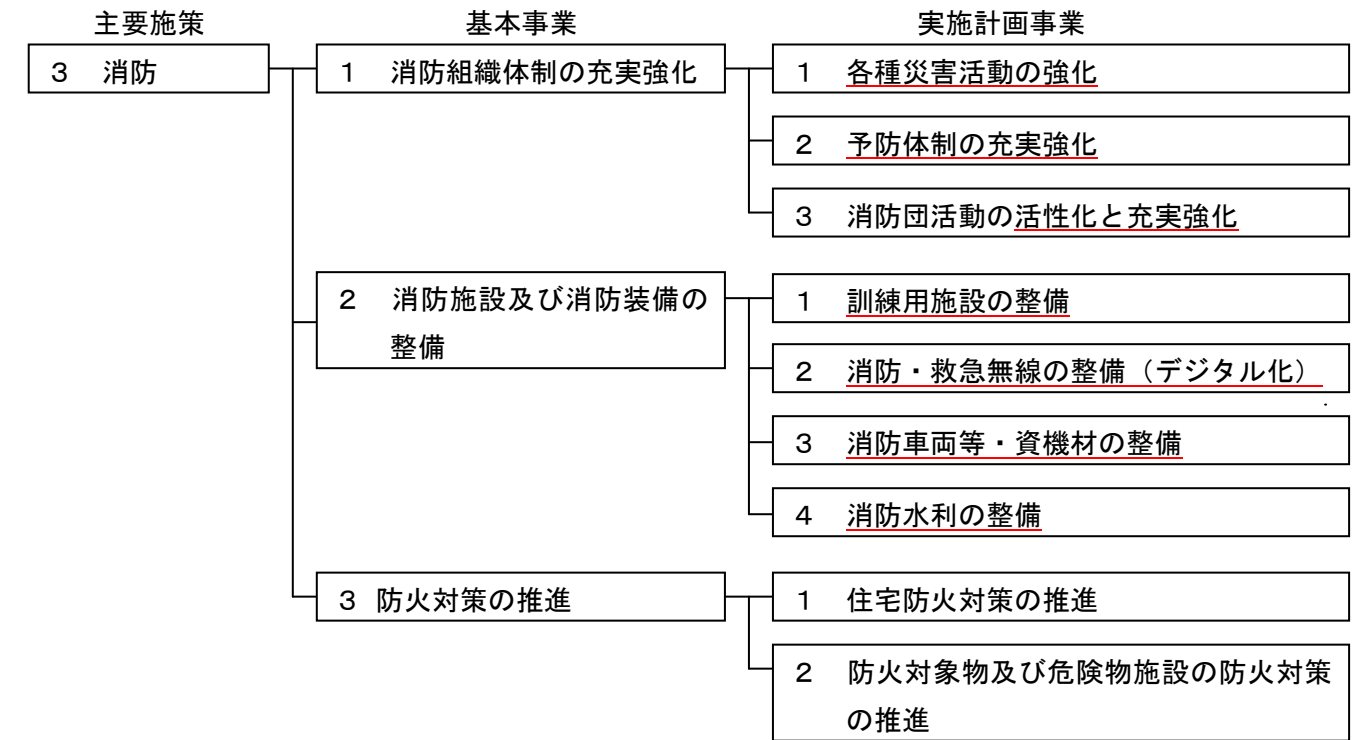 主要施策　基本事業　実施計画事業
３　消防　１　消防組織体制の充実強化　１　各種災害活動の強化
２　予防体制の充実強化
３　消防団活動の活性化と充実強化
２　消防施設及び消防装備の　１　訓練用施設の整備
整備
２　消防・救急無線の整備（デジタル化）
３　消防車両等・資機材の整備
４　消防水利の整備
３ 防火対策の推進　１　住宅防火対策の推進
２　防火対象物及び危険物施設の防火対策
の推進